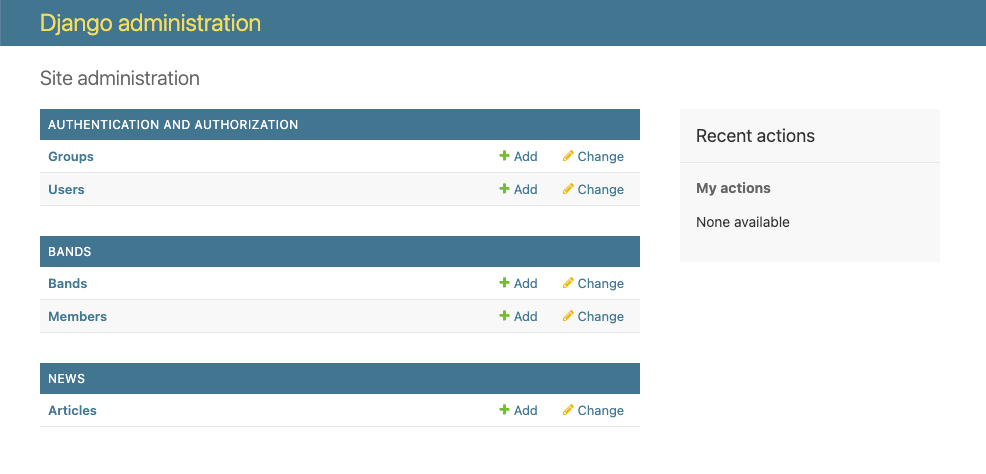 Django administration
Site administration
AUTHENTICATION AND AUTHORIZATION
Groups Add Change
Users Add Change
BANDS
Bands Add Change
Members Add Change
NEWS
Articles Add Change
Recent actions
My actions
None available